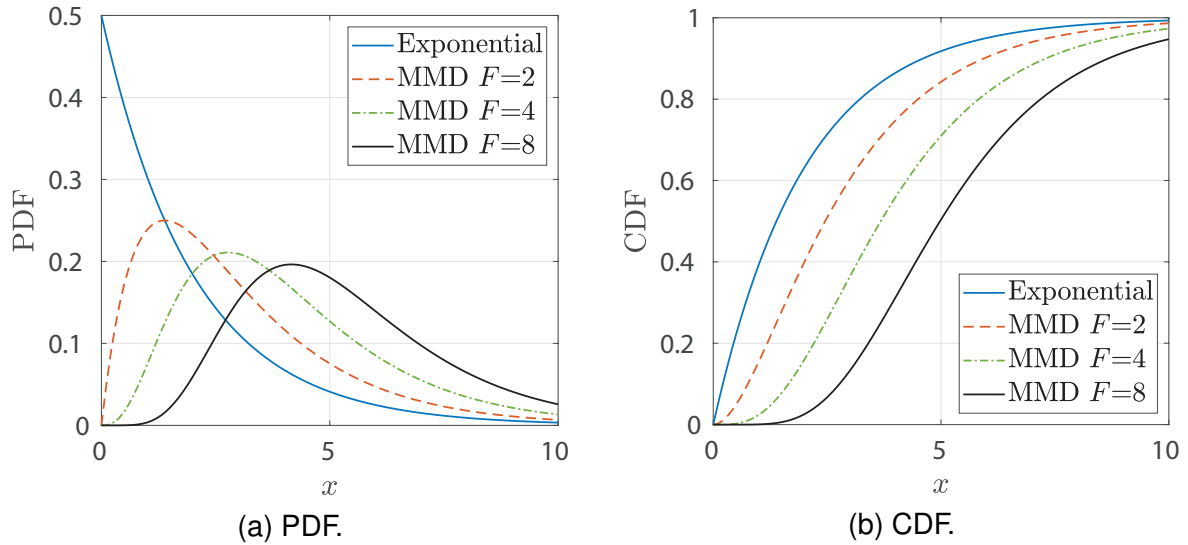 0.5
0.4
0.3
0.2
0.1
0
PDF
Exponential
MMD F=2
MMD F=4
MMD F=8
0
5
10
x
(a) PDF.
1
0.8
0.6
0.4
0.2
0
CDF
Exponential
MMD F=2
MMD F=4
MMD F=8
0
5
10
x
(b) CDF.